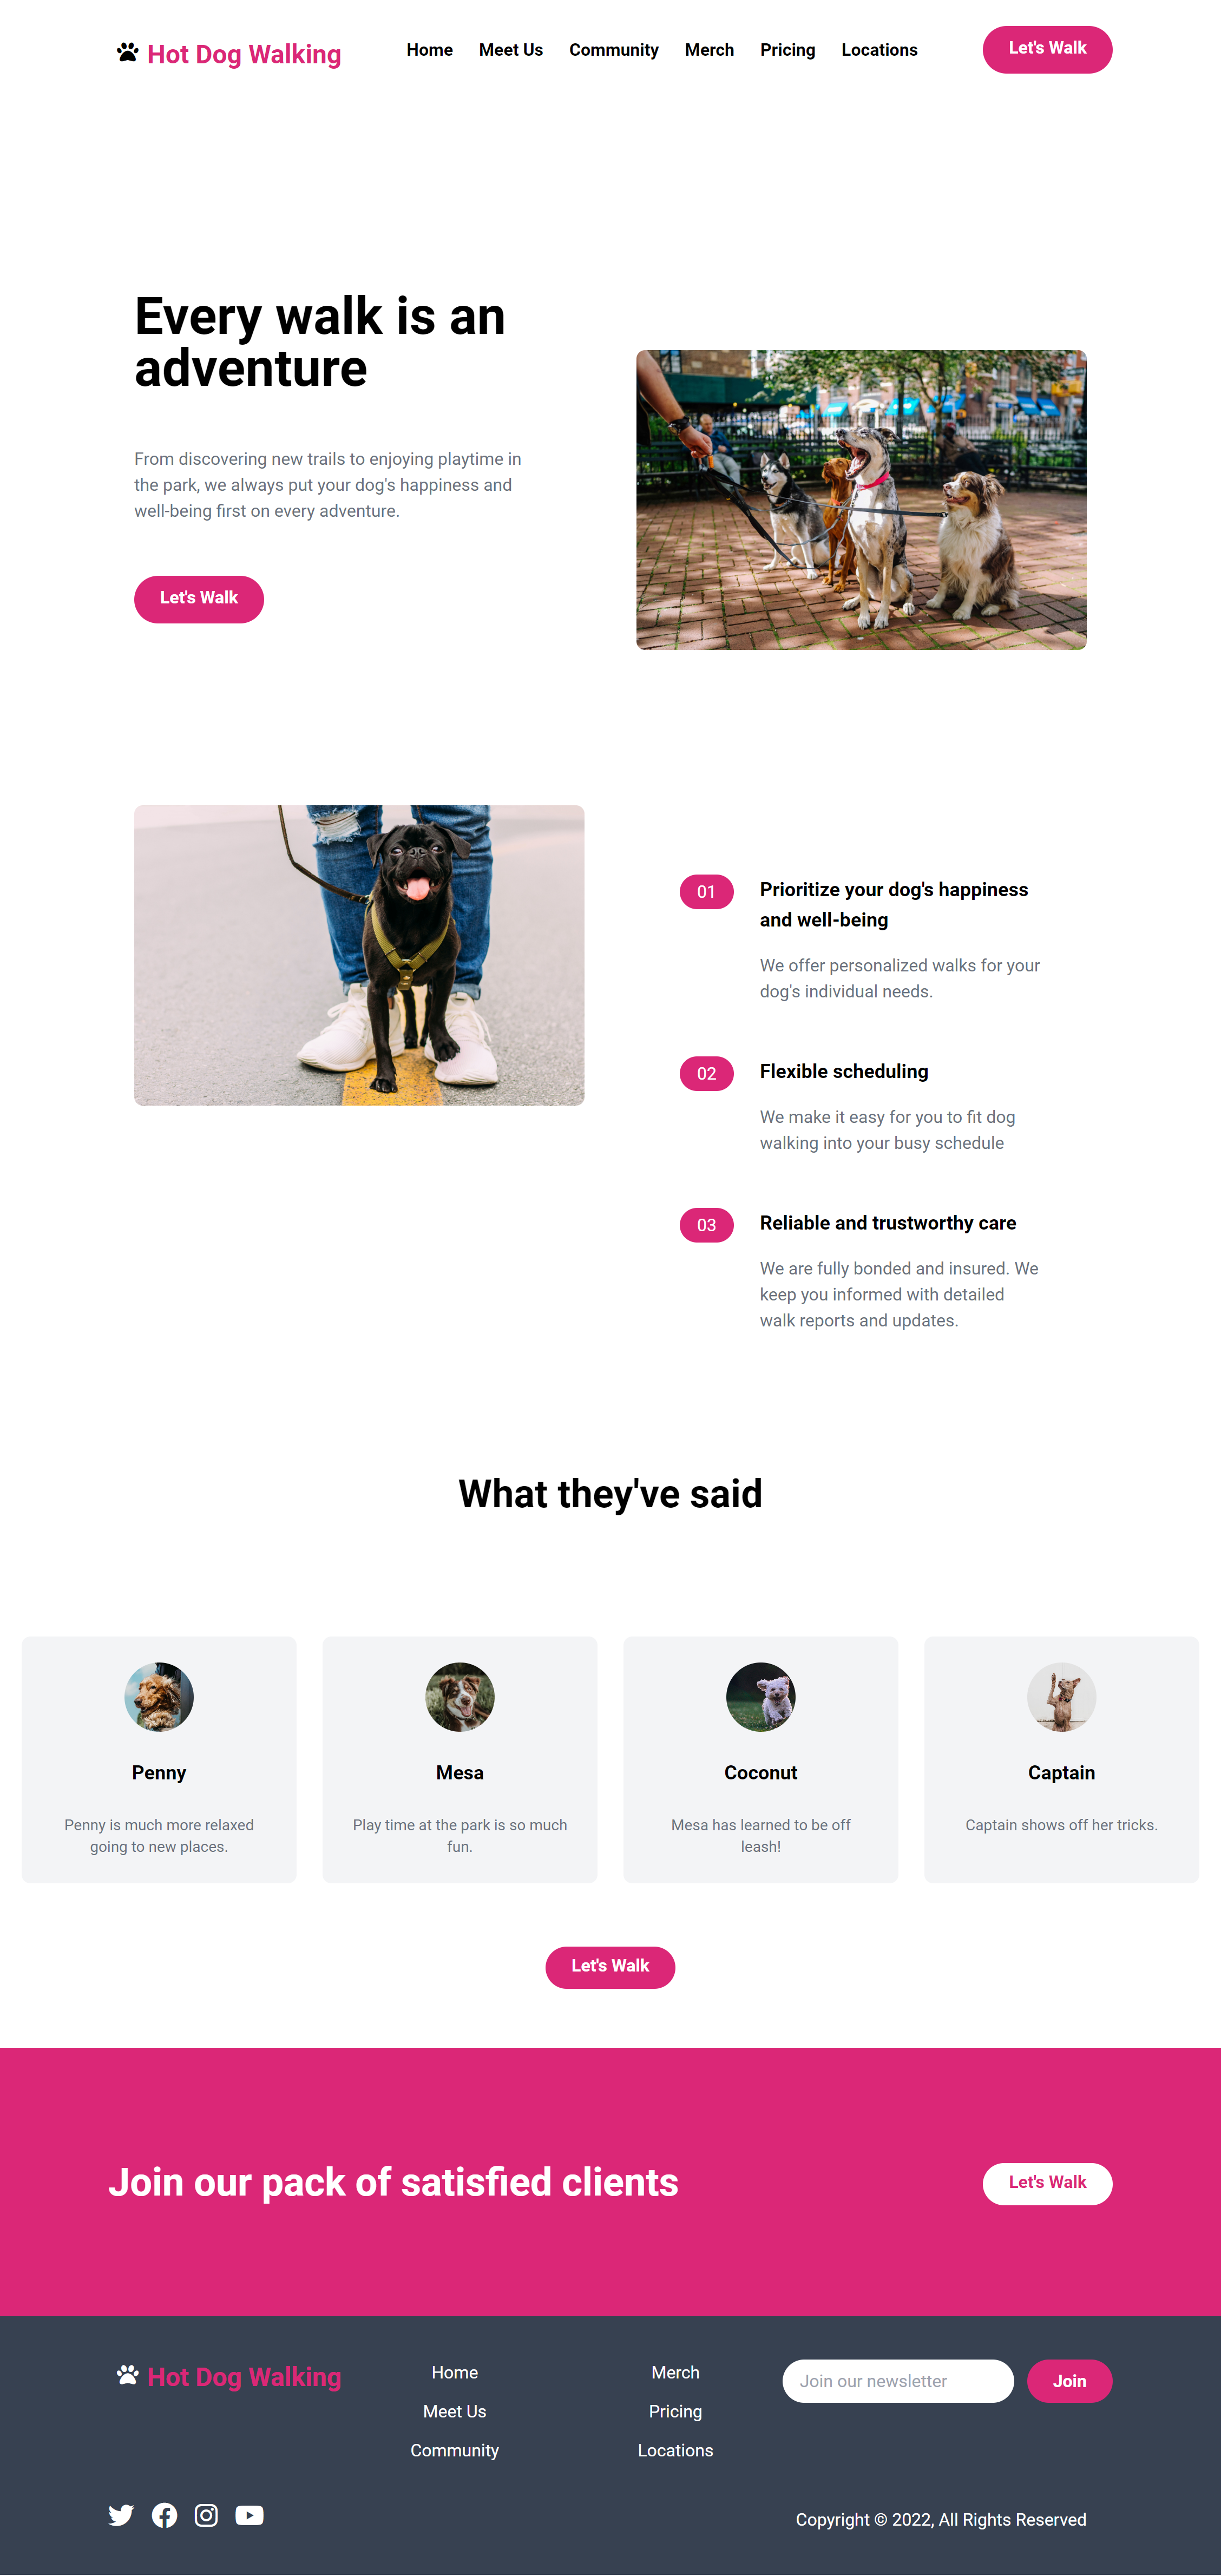 Hot Dog Walking
Home Meet Us Community Merch Pricing Locations
Let's Walk
Every walk is an
adventure
From discovering new trails to enjoying playtime in
the park, we always put your dog's happiness and
well-being first on every adventure.
Let's Walk
01
Prioritize your dog's happiness
and well-being
We offer personalized walks for your
dog's individual needs.
02
Flexible scheduling
We make it easy for you to fit dog
walking into your busy schedule
03
Reliable and trustworthy care
We are fully bonded and insured. We
keep you informed with detailed
walk reports and updates.
What they've said
Penny
Penny is much more relaxed
going to new places.
Mesa
Play time at the park is so much
fun.
Coconut
Mesa has learned to be off
leash!
Captain
Captain shows off her tricks.
Let's Walk
Join our pack of satisfied clients
Let's Walk
Hot Dog Walking
Home
Meet Us
Community
Merch
Pricing
Locations
Join our newsletter
Join
Copyright © 2022, All Rights Reserved